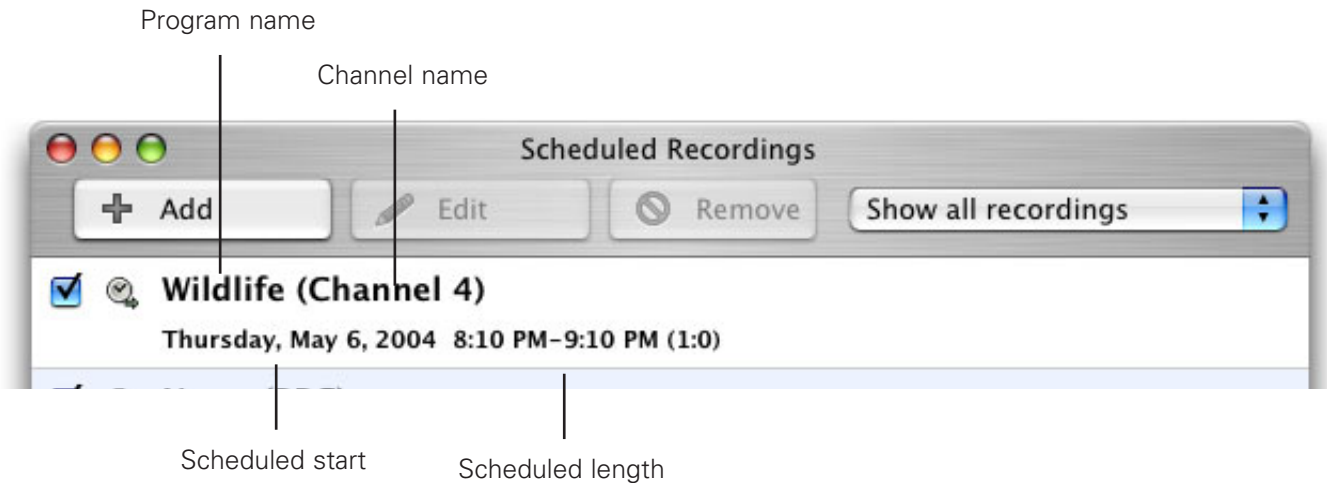 Program name
Channel name
Scheduled Recordings
Add Edit Remove Show all recordings
Wildlife (Channel 4)
Thursday, May 6, 2004 8:10 PM–9:10 PM (1:0)
Scheduled start
Scheduled length